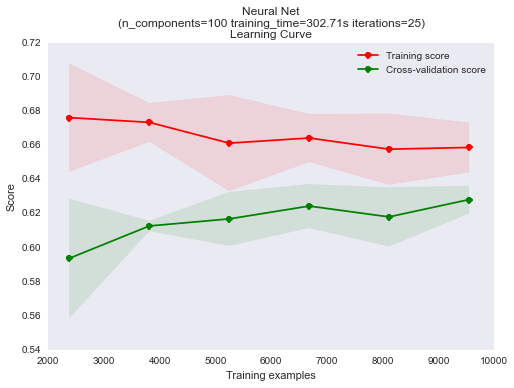 Neural Net
(n_components=100 training_time=302.71s iterations=25)
Learning Curve
0.72
0.70
0.68
0.66
0.64
0.62
0.60
0.58
0.56
0.54
Score
Training score
Cross-validation score
2000 3000 4000 5000 6000 7000 8000 9000 10000
Training examples